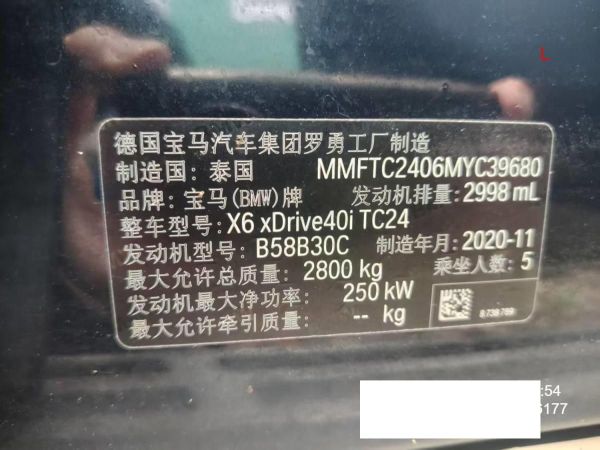 L
德国宝马汽车集团罗勇工厂制造
制造国: 泰国 MMFTC2406MYC39680
品牌: 宝马(BMW)牌 发动机排量: 2998 mL
整车型号: X6 xDrive40i TC24
发动机型号: B58B30C 制造年月: 2020-11
最大允许总质量: 2800 kg 乘坐人数: 5
发动机最大净功率: 250 kW
最大允许牵引质量: -- kg
8738789
:54
6177